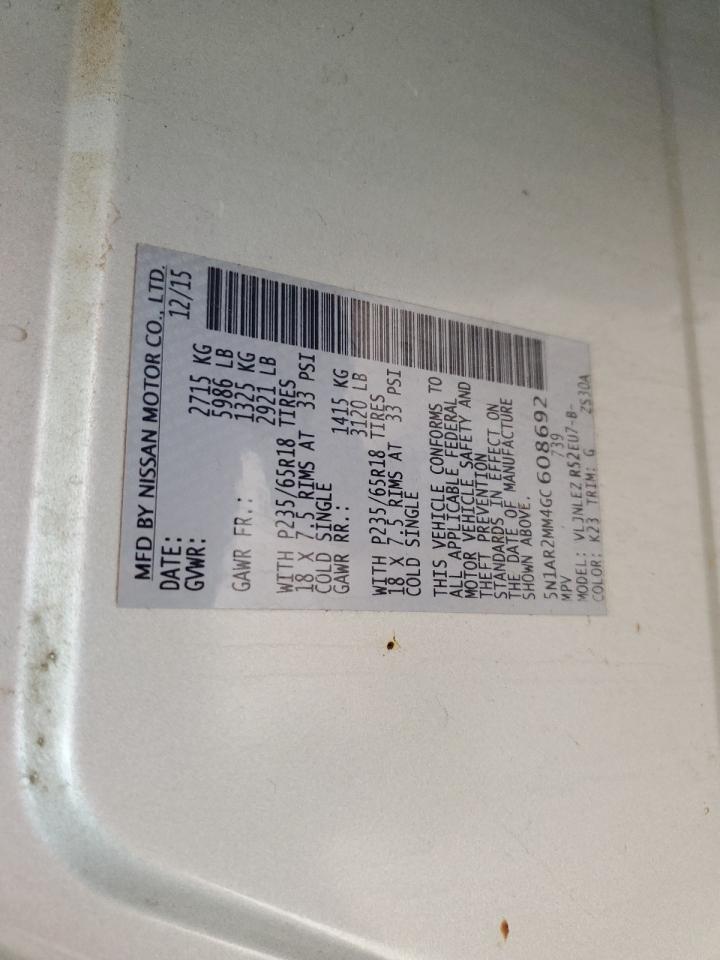 MFD BY NISSAN MOTOR CO., LTD.
DATE: 12/15
GVWR: 2715 KG
5986 LB
GAWR FR.: 1325 KG
2921 LB
WITH P235/65R18 TIRES
18 X 7.5 RIMS AT 33 PSI
COLD SINGLE
GAWR RR.: 1415 KG
3120 LB
WITH P235/65R18 TIRES
18 X 7.5 RIMS AT 33 PSI
COLD SINGLE
THIS VEHICLE CONFORMS TO
ALL APPLICABLE FEDERAL
MOTOR VEHICLE SAFETY AND
THEFT PREVENTION
STANDARDS IN EFFECT ON
THE DATE OF MANUFACTURE
SHOWN ABOVE.
5N1AR2MM4GC608692
MPV 739
MODEL: VLJNLEZ R52EU7-B-
COLOR: K23 TRIM: G 2S30A